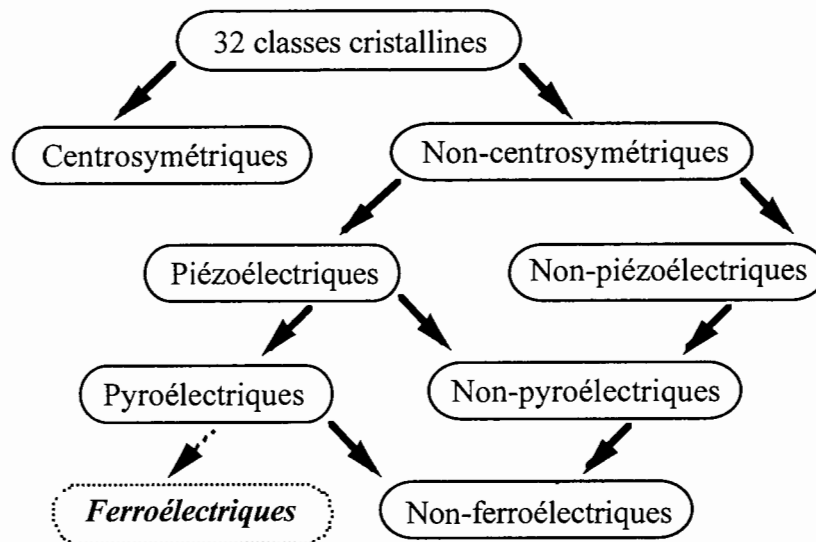 32 classes cristallines
Centrosymétriques
Non-centrosymétriques
Piézoélectriques
Non-piézoélectriques
Pyroélectriques
Non-pyroélectriques
Ferroélectriques
Non-ferroélectriques